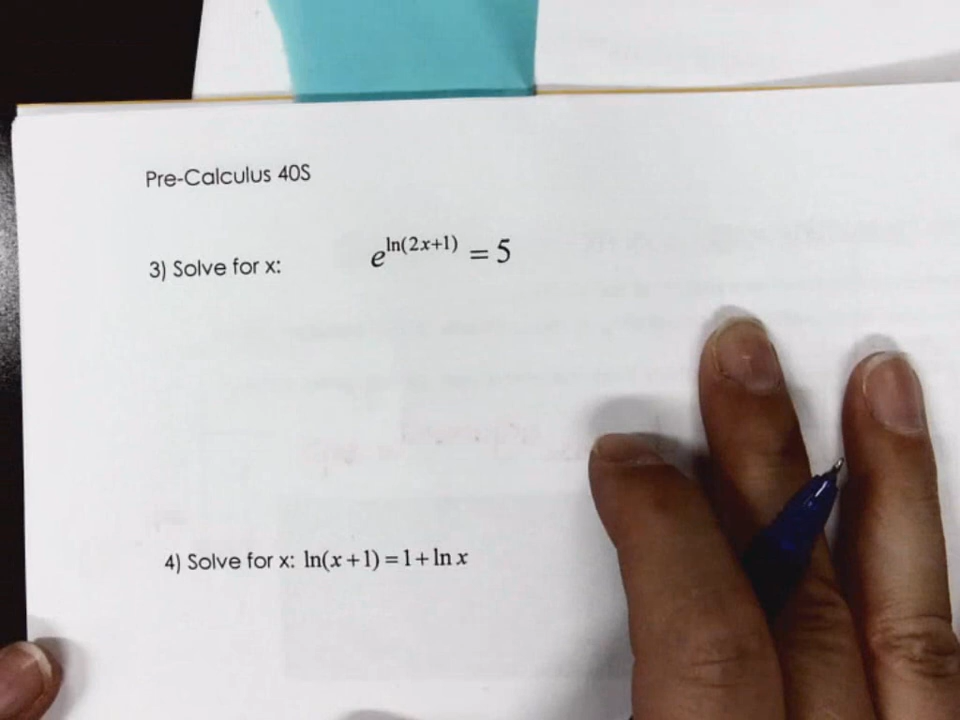 Pre-Calculus 40S
3) Solve for x: e^{ln(2x+1)} = 5
4) Solve for x: ln(x+1)=1+ln x